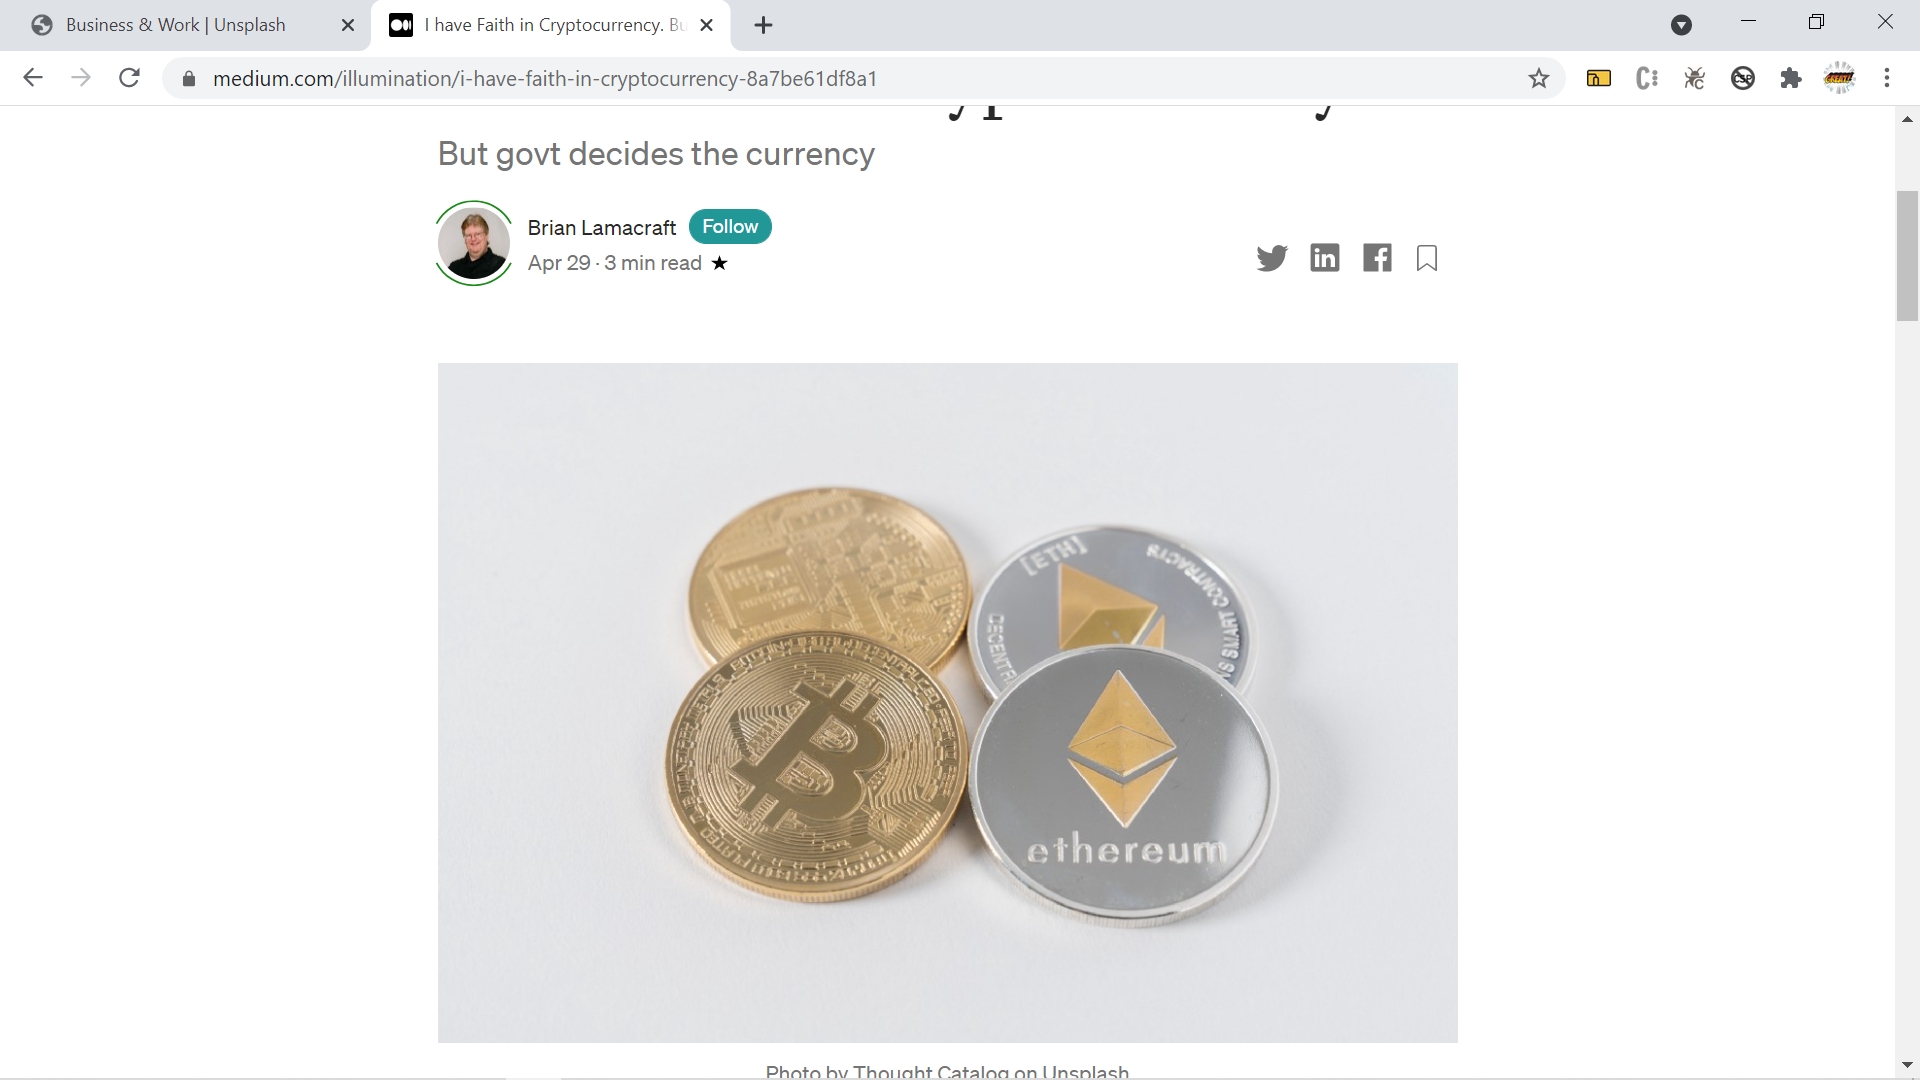 Business & Work | Unsplash
I have Faith in Cryptocurrency. Bu
medium.com/illumination/i-have-faith-in-cryptocurrency-8a7be61df8a1
But govt decides the currency
Brian Lamacraft Follow
Apr 29 · 3 min read ★
[ETH]
SMART CONTRACTS
ethereum
Photo by Thought Catalog on Unsplash